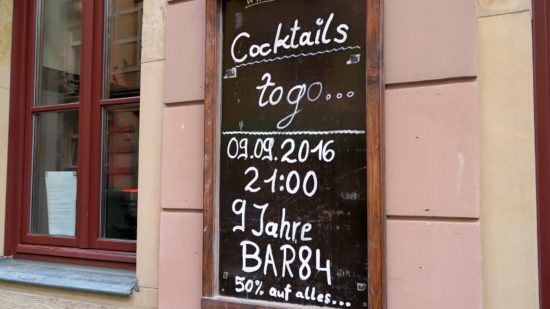 Cocktails
to go...
09.09.2016
21:00
9 Jahre
BAR84
50% auf alles...